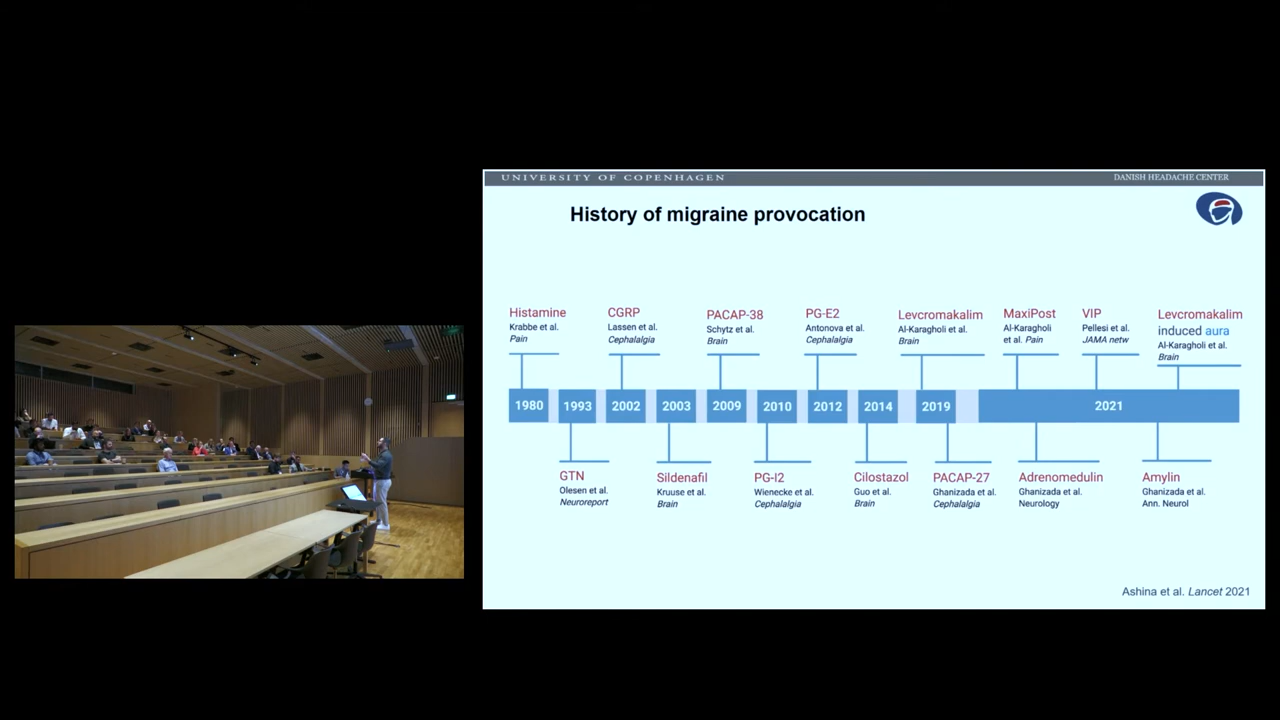 UNIVERSITY OF COPENHAGEN
DANISH HEADACHE CENTER
History of migraine provocation
Histamine
Krabbe et al.
Pain
CGRP
Lassen et al.
Cephalalgia
PACAP-38
Schytz et al.
Brain
PG-E2
Antonova et al.
Cephalalgia
Levcromakalim
Al-Karagholi et al.
Brain
MaxiPost
Al-Karagholi
et al. Pain
VIP
Pellesi et al.
JAMA netw
Levcromakalim
induced aura
Al-Karagholi et al.
Brain
1980
1993
2002
2003
2009
2010
2012
2014
2019
2021
GTN
Olesen et al.
Neuroreport
Sildenafil
Kruuse et al.
Brain
PG-I2
Wienecke et al.
Cephalalgia
Cilostazol
Guo et al.
Brain
PACAP-27
Ghanizada et al.
Cephalalgia
Adrenomedulin
Ghanizada et al.
Neurology
Amylin
Ghanizada et al.
Ann. Neurol
Ashina et al. Lancet 2021